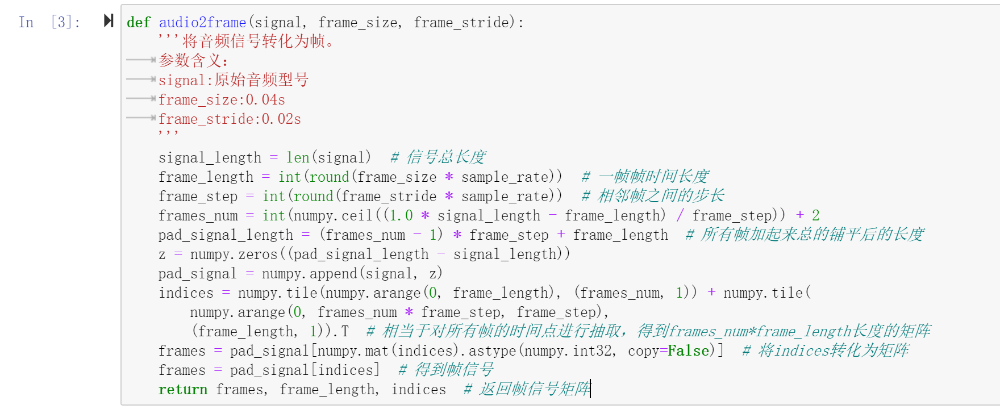 In [3]: def audio2frame(signal, frame_size, frame_stride):
'''将音频信号转化为帧。
参数含义：
signal:原始音频型号
frame_size:0.04s
frame_stride:0.02s
'''
signal_length = len(signal)  # 信号总长度
frame_length = int(round(frame_size * sample_rate))  # 一帧帧时间长度
frame_step = int(round(frame_stride * sample_rate))  # 相邻帧之间的步长
frames_num = int(numpy.ceil((1.0 * signal_length - frame_length) / frame_step)) + 2
pad_signal_length = (frames_num - 1) * frame_step + frame_length  # 所有帧加起来总的铺平后的长度
z = numpy.zeros((pad_signal_length - signal_length))
pad_signal = numpy.append(signal, z)
indices = numpy.tile(numpy.arange(0, frame_length), (frames_num, 1)) + numpy.tile(
numpy.arange(0, frames_num * frame_step, frame_step),
(frame_length, 1)).T  # 相当于对所有帧的时间点进行抽取，得到frames_num*frame_length长度的矩阵
frames = pad_signal[numpy.mat(indices).astype(numpy.int32, copy=False)]  # 将indices转化为矩阵
frames = pad_signal[indices]  # 得到帧信号
return frames, frame_length, indices  # 返回帧信号矩阵